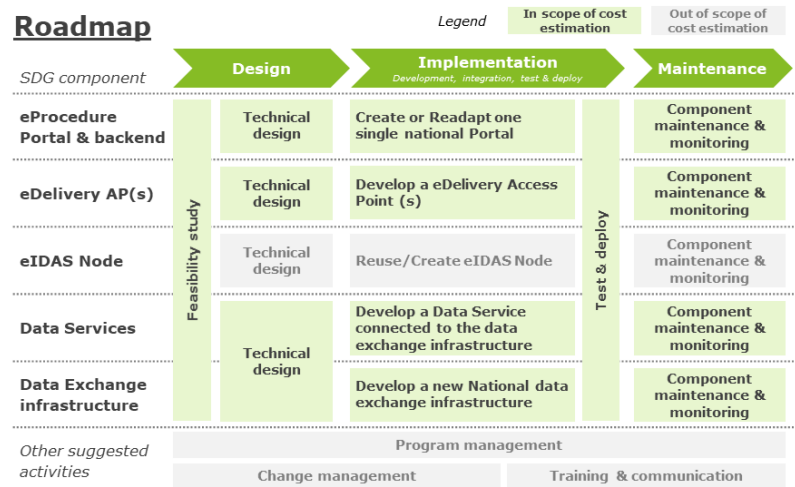 Roadmap
Legend
In scope of cost
estimation
Out of scope of
cost estimation
SDG component
Design
Implementation
Development, integration, test & deploy
Maintenance
eProcedure
Portal & backend
Feasibility study
Technical
design
Create or Readapt one
single national Portal
Test & deploy
Component
maintenance &
monitoring
eDelivery AP(s)
Technical
design
Develop a eDelivery Access
Point (s)
Component
maintenance &
monitoring
eIDAS Node
Technical
design
Reuse/Create eIDAS Node
Component
maintenance &
monitoring
Data Services
Technical
design
Develop a Data Service
connected to the data
exchange infrastructure
Component
maintenance &
monitoring
Data Exchange
infrastructure
Develop a new National data
exchange infrastructure
Component
maintenance &
monitoring
Other suggested
activities
Program management
Change management
Training & communication